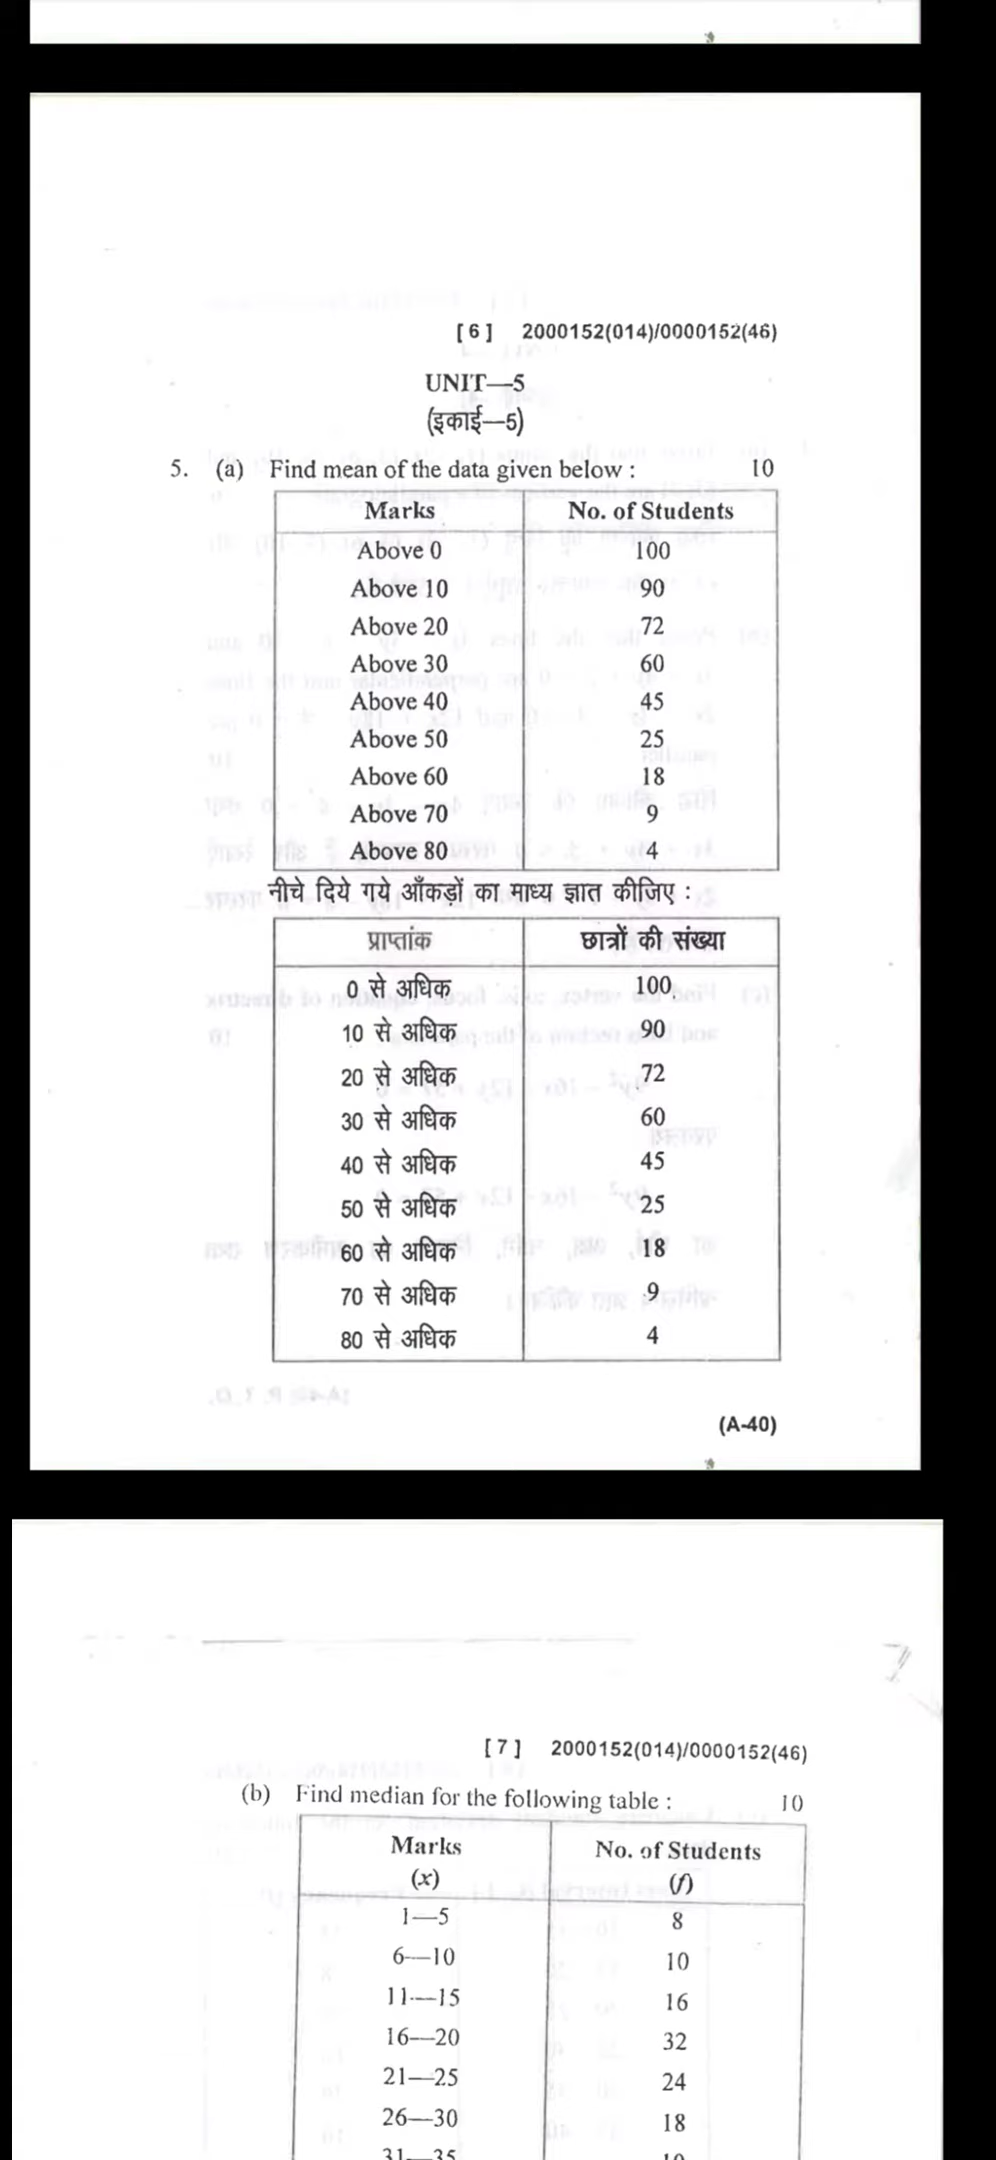 [ 6 ] 2000152(014)/0000152(46)
UNIT—5
(इकाई—5)
5. (a) Find mean of the data given below : 10
Marks No. of Students
Above 0 100
Above 10 90
Above 20 72
Above 30 60
Above 40 45
Above 50 25
Above 60 18
Above 70 9
Above 80 4
नीचे दिये गये आँकड़ों का माध्य ज्ञात कीजिए :
प्राप्तांक छात्रों की संख्या
0 से अधिक 100
10 से अधिक 90
20 से अधिक 72
30 से अधिक 60
40 से अधिक 45
50 से अधिक 25
60 से अधिक 18
70 से अधिक 9
80 से अधिक 4
(A-40)
[ 7 ] 2000152(014)/0000152(46)
(b) Find median for the following table : 10
Marks No. of Students
(x) (f)
1—5 8
6—10 10
11—15 16
16—20 32
21—25 24
26—30 18
31—35